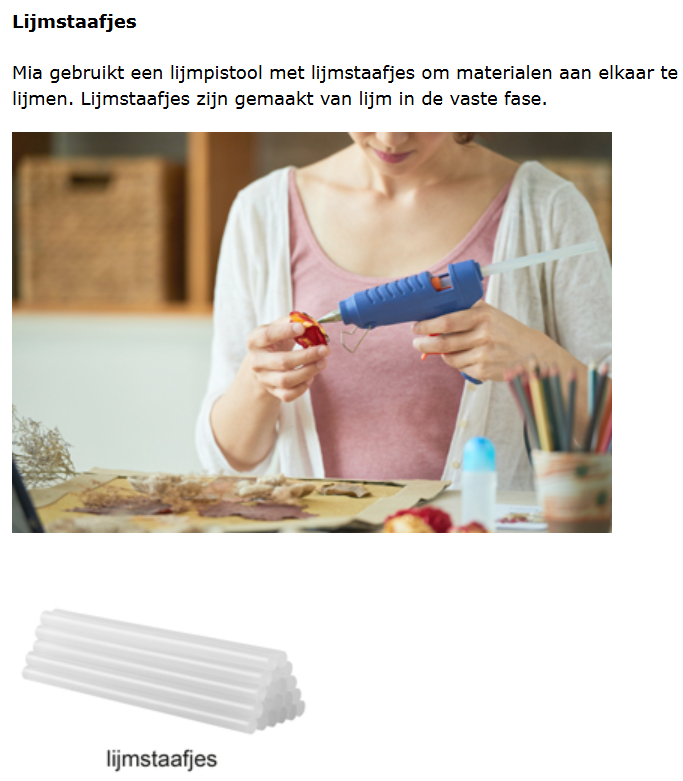 Lijmstaafjes
Mia gebruikt een lijmpistool met lijmstaafjes om materialen aan elkaar te
lijmen. Lijmstaafjes zijn gemaakt van lijm in de vaste fase.
lijmstaafjes